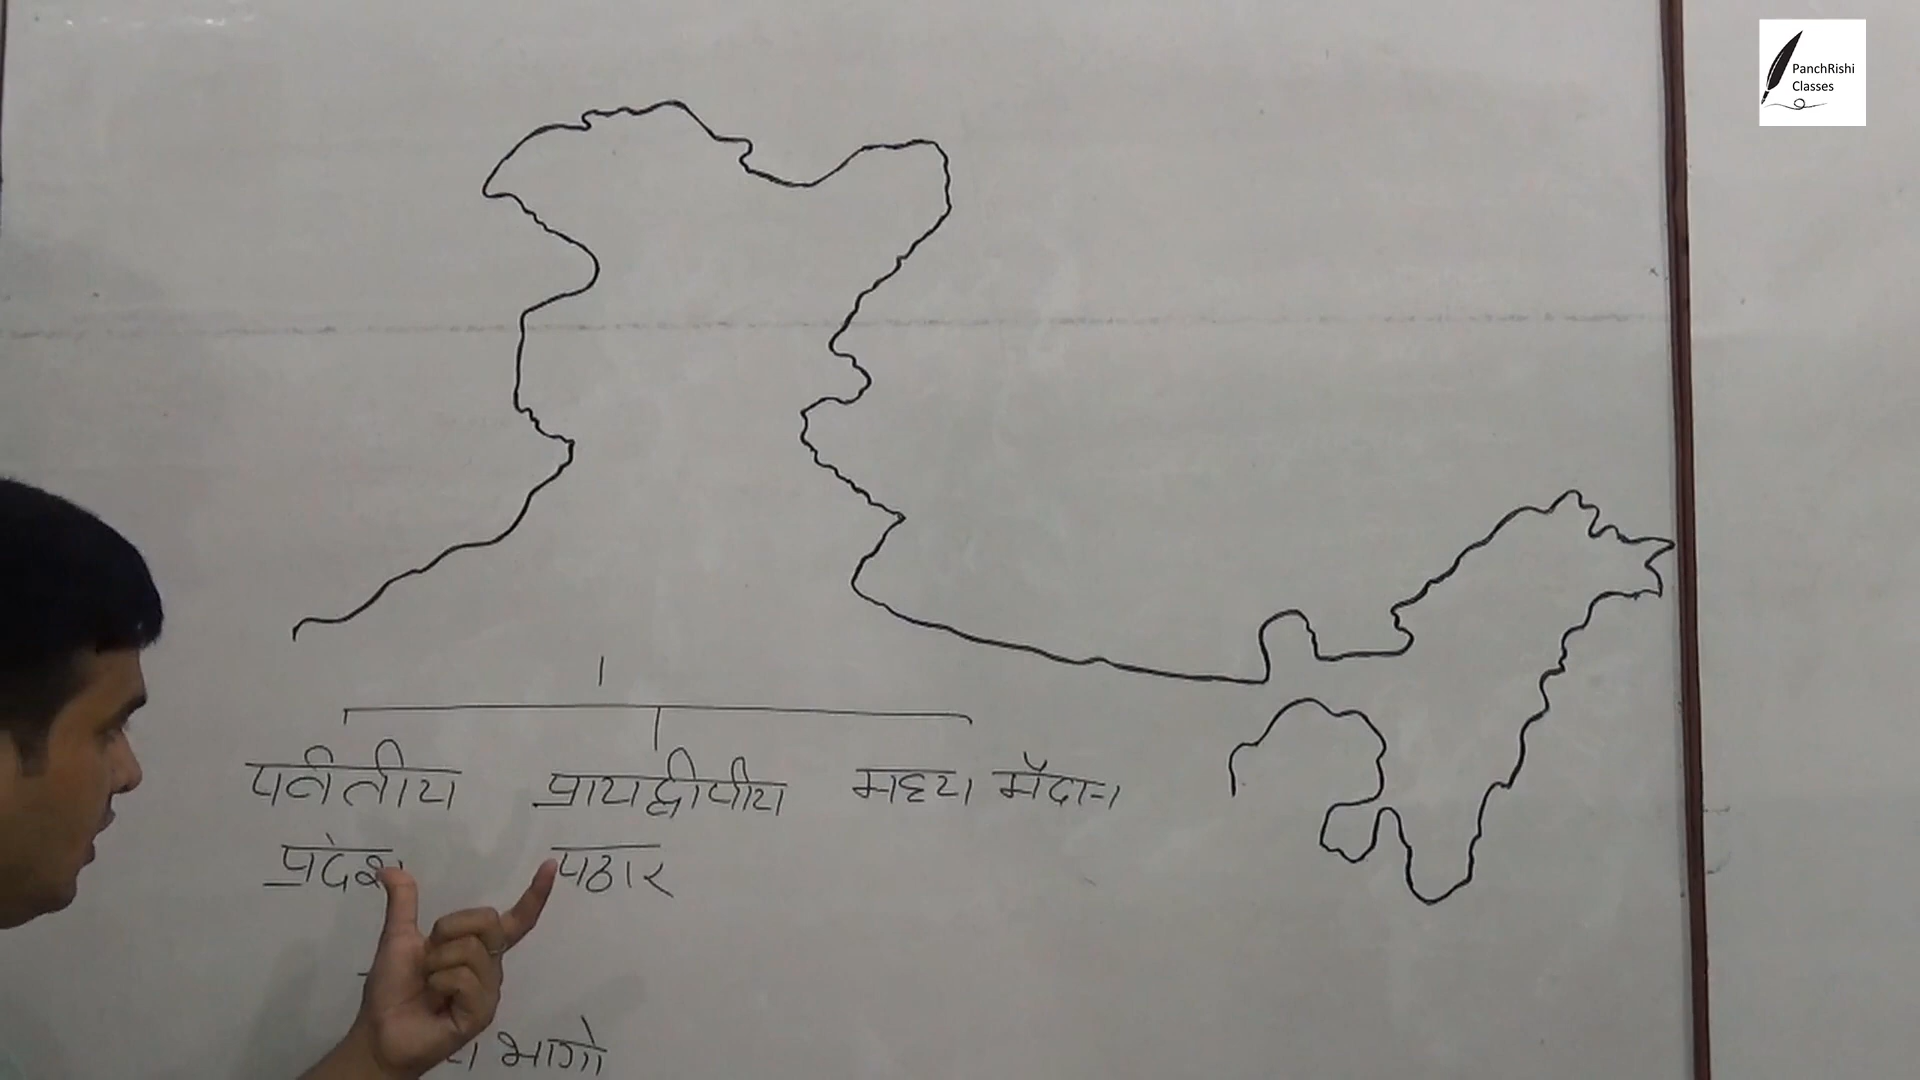 PanchRishi
Classes
पर्वतीय प्रायद्वीपीय मध्य मैदान
प्रदेश पठार
भागो